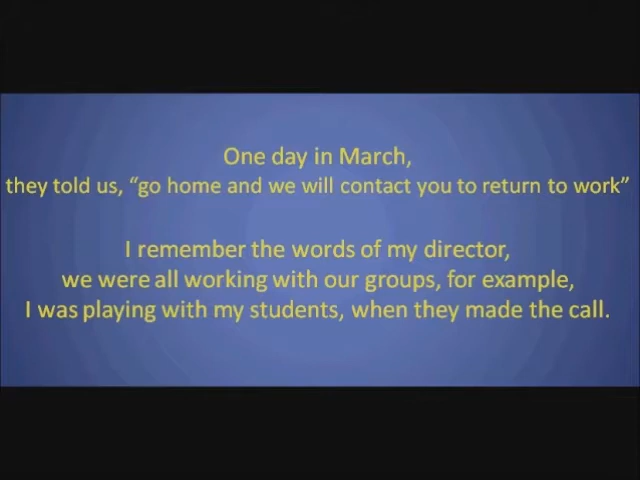 One day in March,
they told us, “go home and we will contact you to return to work”
I remember the words of my director,
we were all working with our groups, for example,
I was playing with my students, when they made the call.